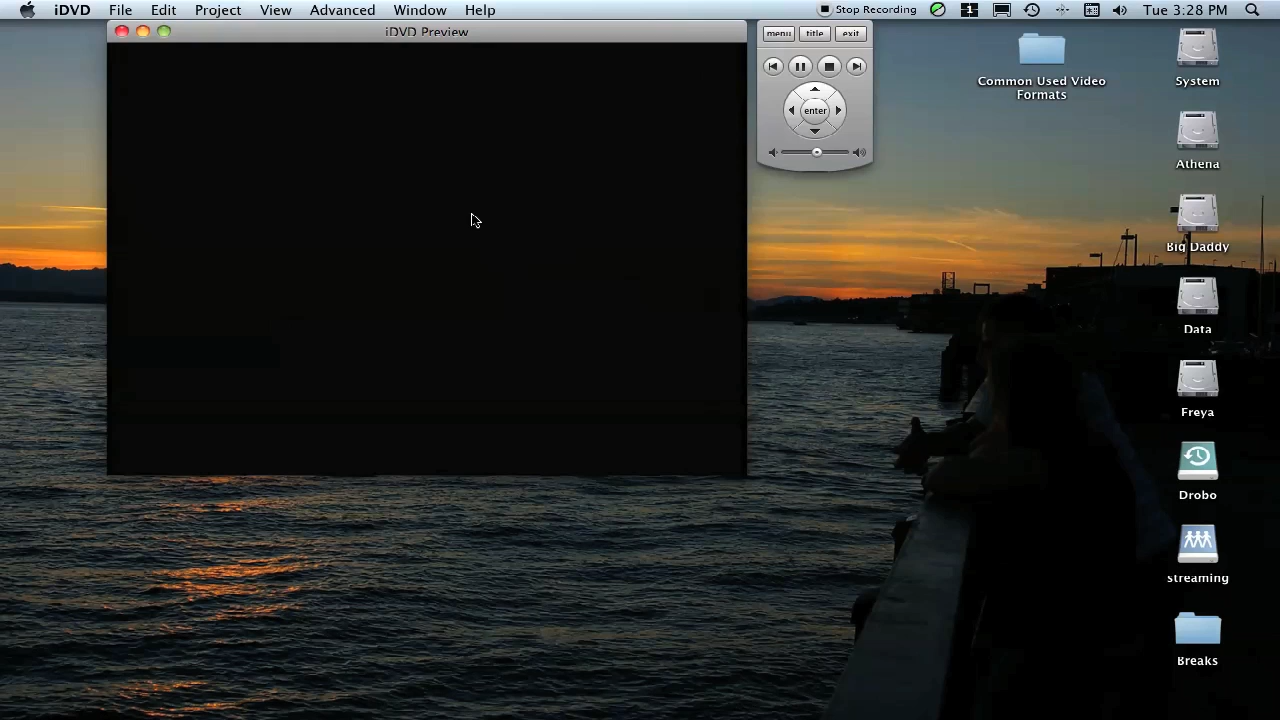 iDVD File Edit Project View Advanced Window Help Stop Recording Tue 3:28 PM
iDVD Preview
menu title exit
enter
Common Used Video
Formats
System
Athena
Big Daddy
Data
Freya
Drobo
streaming
Breaks